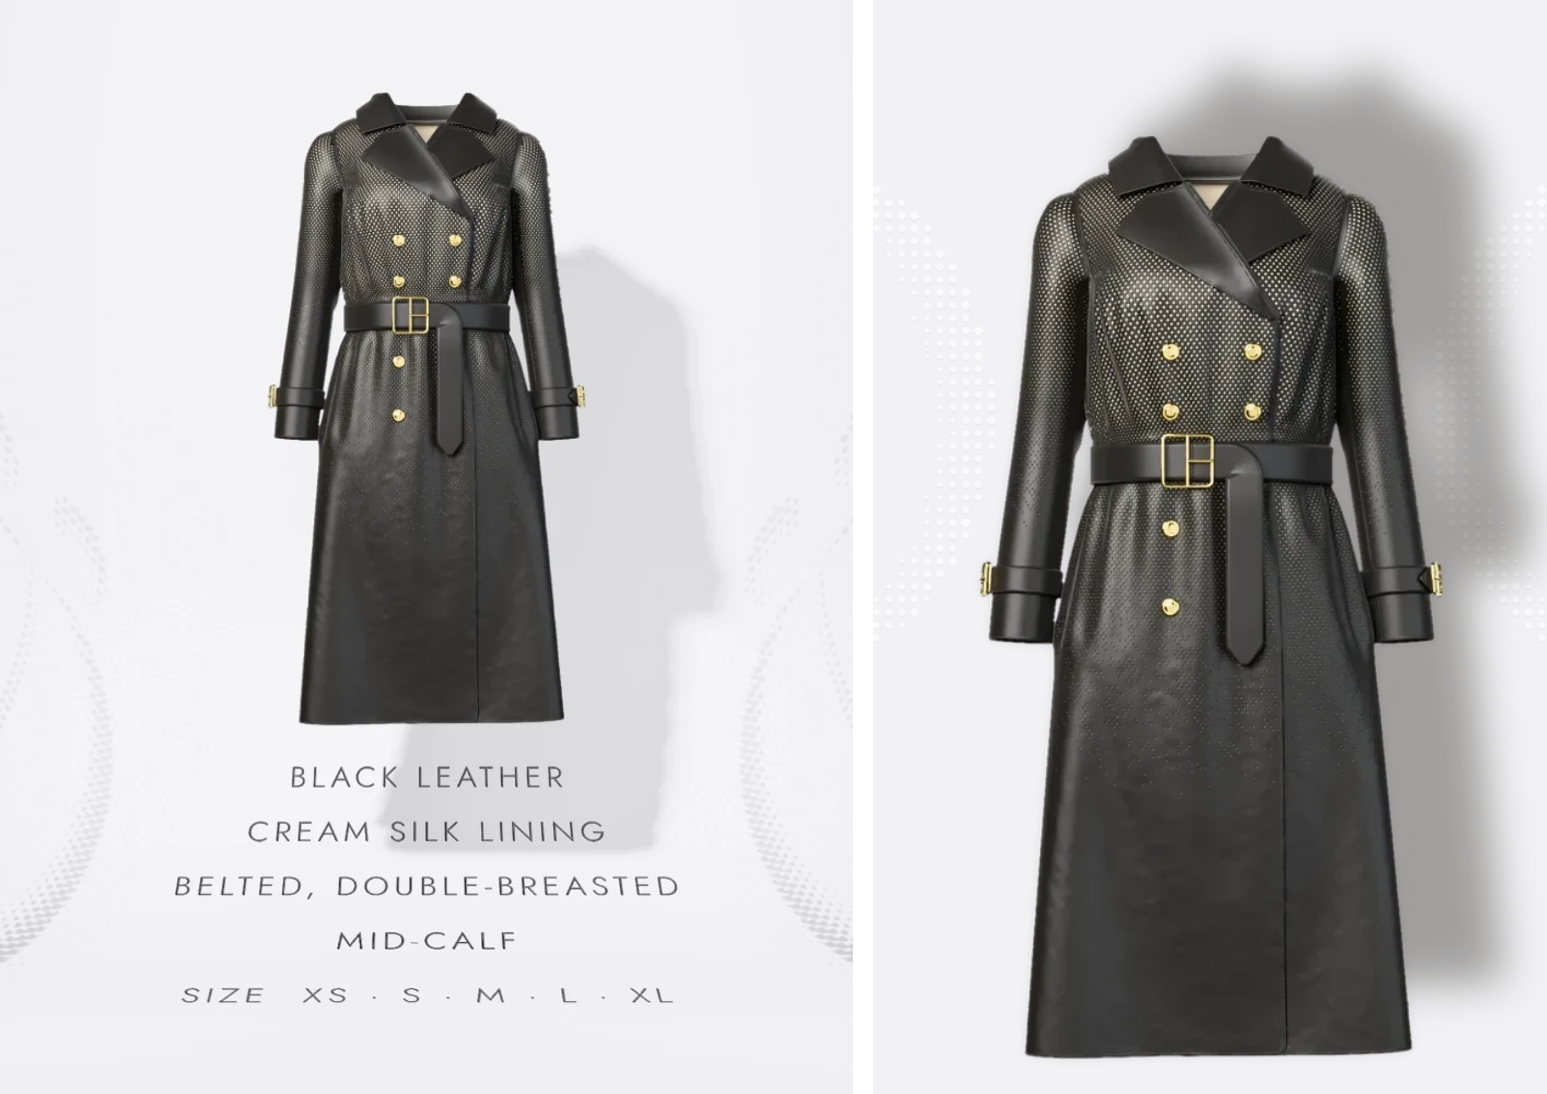 BLACK LEATHER
CREAM SILK LINING
BELTED, DOUBLE-BREASTED
MID-CALF
SIZE XS · S · M · L · XL